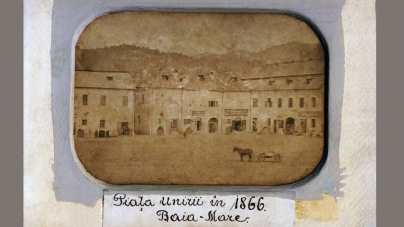 Piața Unirii în 1866.
Baia-Mare.